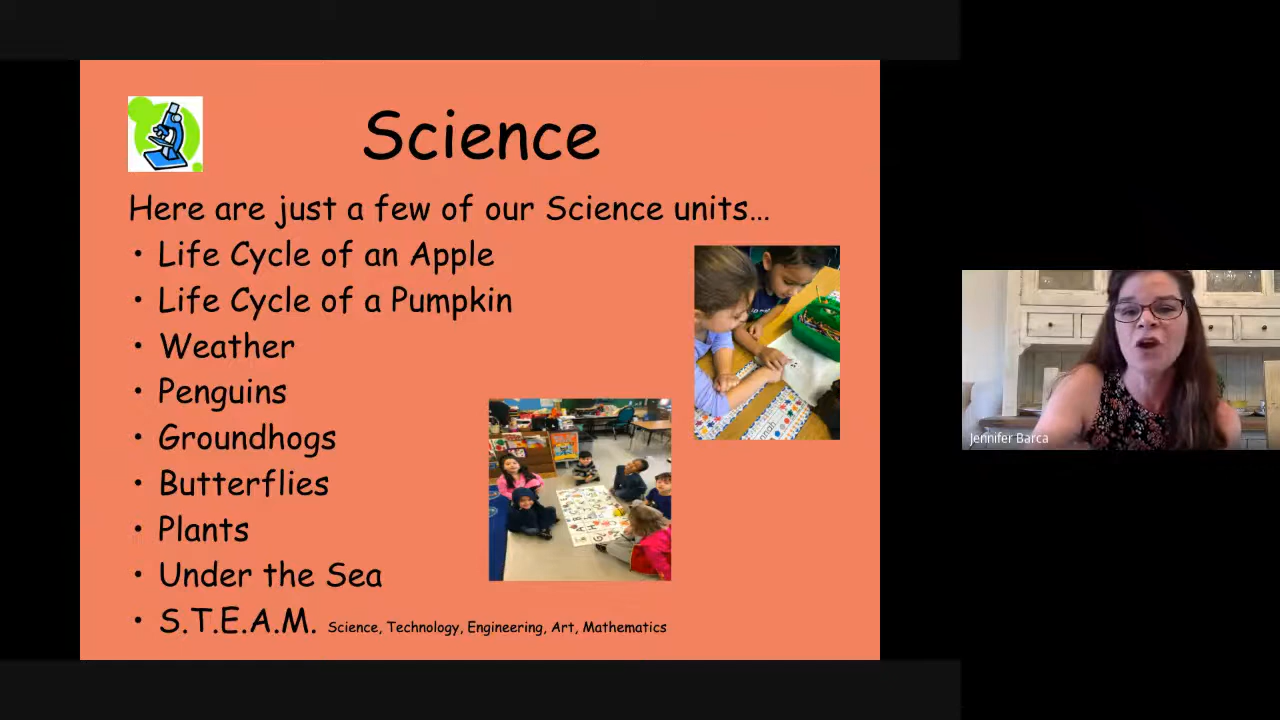 Science
Here are just a few of our Science units...
• Life Cycle of an Apple
• Life Cycle of a Pumpkin
• Weather
• Penguins
• Groundhogs
• Butterflies
• Plants
• Under the Sea
• S.T.E.A.M. Science, Technology, Engineering, Art, Mathematics
Jennifer Barca